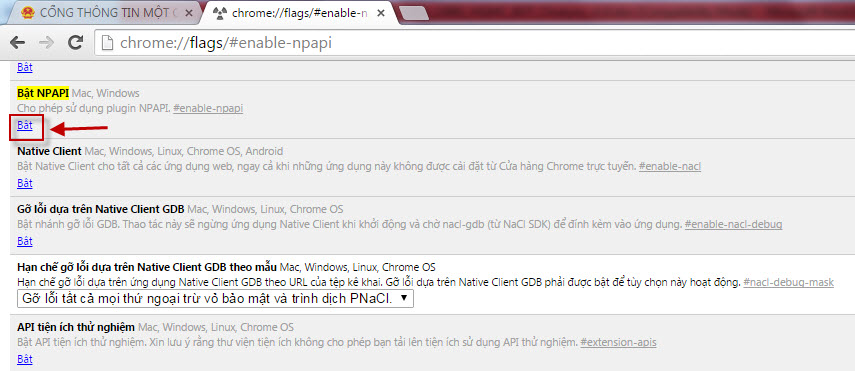 CỔNG THÔNG TIN MỘT C
chrome://flags/#enable-n
chrome://flags/#enable-npapi
Bật
Bật NPAPI Mac, Windows
Cho phép sử dụng plugin NPAPI. #enable-npapi
Bật
Native Client Mac, Windows, Linux, Chrome OS, Android
Bật Native Client cho tất cả các ứng dụng web, ngay cả khi những ứng dụng này không được cài đặt từ Cửa hàng Chrome trực tuyến. #enable-nacl
Bật
Gỡ lỗi dựa trên Native Client GDB Mac, Windows, Linux, Chrome OS
Bật nhánh gỡ lỗi GDB. Thao tác này sẽ ngừng ứng dụng Native Client khi khởi động và chờ nacl-gdb (từ NaCl SDK) để đính kèm vào ứng dụng. #enable-nacl-debug
Bật
Hạn chế gỡ lỗi dựa trên Native Client GDB theo mẫu Mac, Windows, Linux, Chrome OS
Hạn chế gỡ lỗi dựa trên ứng dụng Native Client GDB theo URL của tệp kê khai. Gỡ lỗi dựa trên Native Client GDB phải được bật để tùy chọn này hoạt động. #nacl-debug-mask
Gỡ lỗi tất cả mọi thứ ngoại trừ vỏ bảo mật và trình dịch PNaCl.
API tiện ích thử nghiệm Mac, Windows, Linux, Chrome OS
Bật API tiện ích thử nghiệm. Xin lưu ý rằng thư viện tiện ích không cho phép bạn tải lên tiện ích sử dụng API thử nghiệm. #extension-apis
Bật